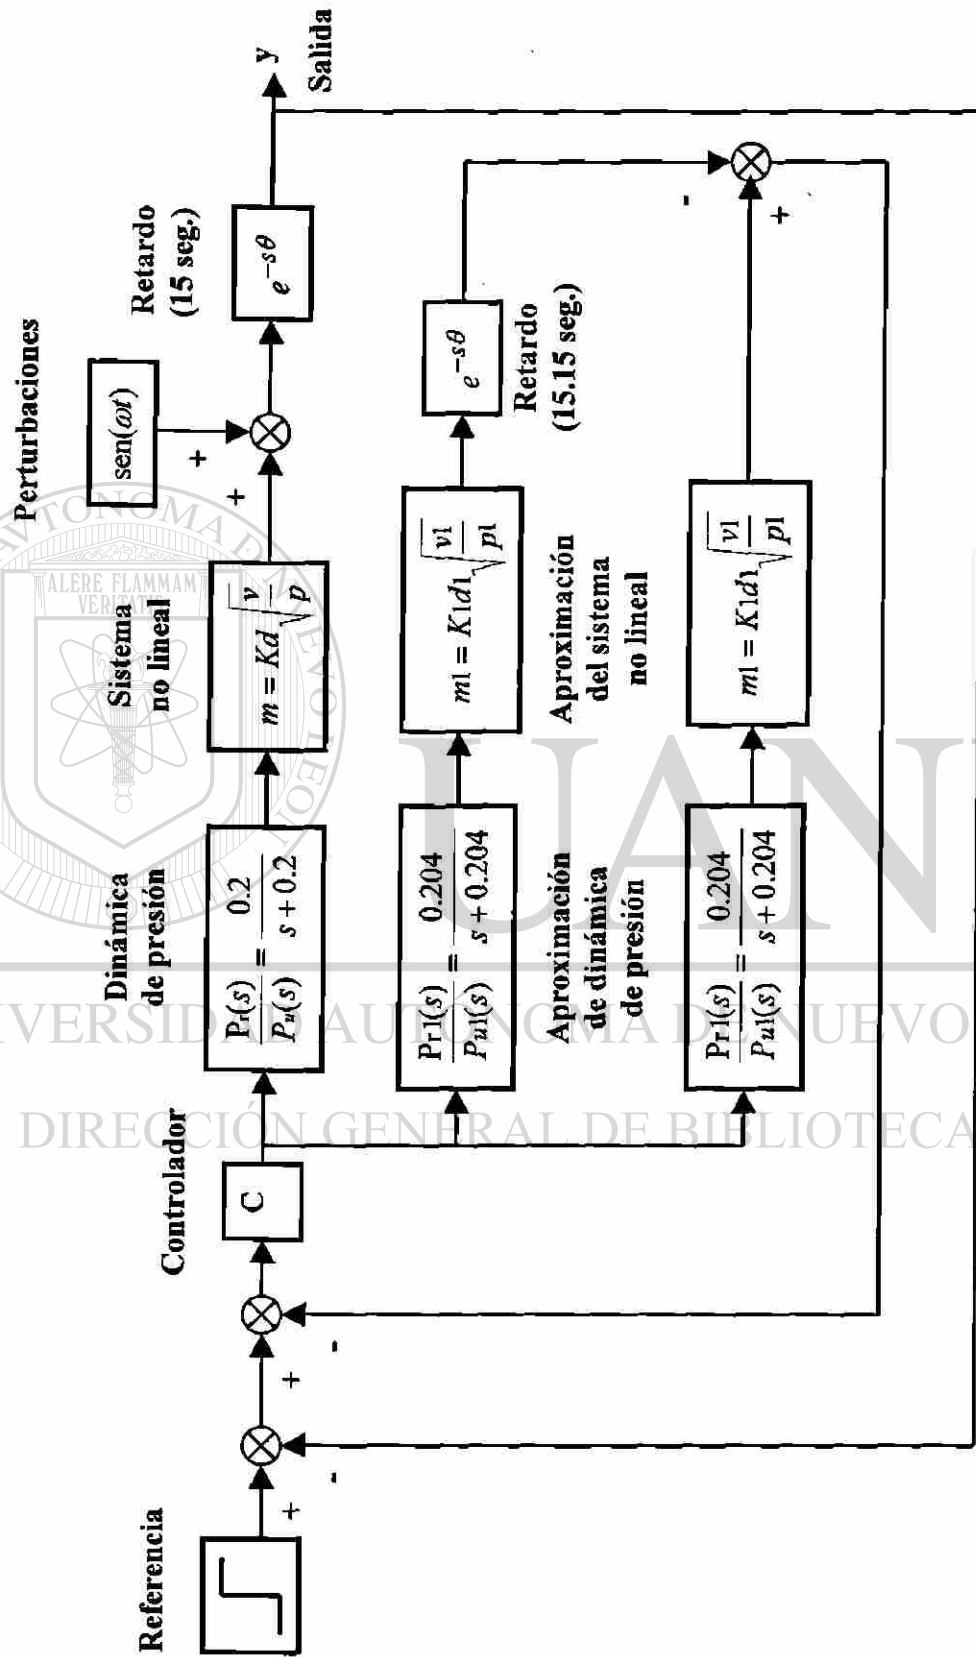 Referencia
+
-
+
-
Controlador
C
Dinámica
de presión
Pr(s) / Pu(s) = 0.2 / s + 0.2
Sistema
no lineal
m = Kd √(v / p)
+
Perturbaciones
sen(ωt)
+
Retardo
(15 seg.)
e^{-sθ}
y
Salida
Pr1(s) / Pu1(s) = 0.204 / s + 0.204
Aproximación
de dinámica
de presión
m1 = K1d1 √(v1 / p1)
Aproximación
del sistema
no lineal
e^{-sθ}
Retardo
(15.15 seg.)
-
+
Pr1(s) / Pu1(s) = 0.204 / s + 0.204
m1 = K1d1 √(v1 / p1)
ALERE FLAMMAM
VERITATIS
UAN
VERSIDAD AUTÓNOMA DE NUEVO
DIRECCIÓN GENERAL DE BIBLIOTECA